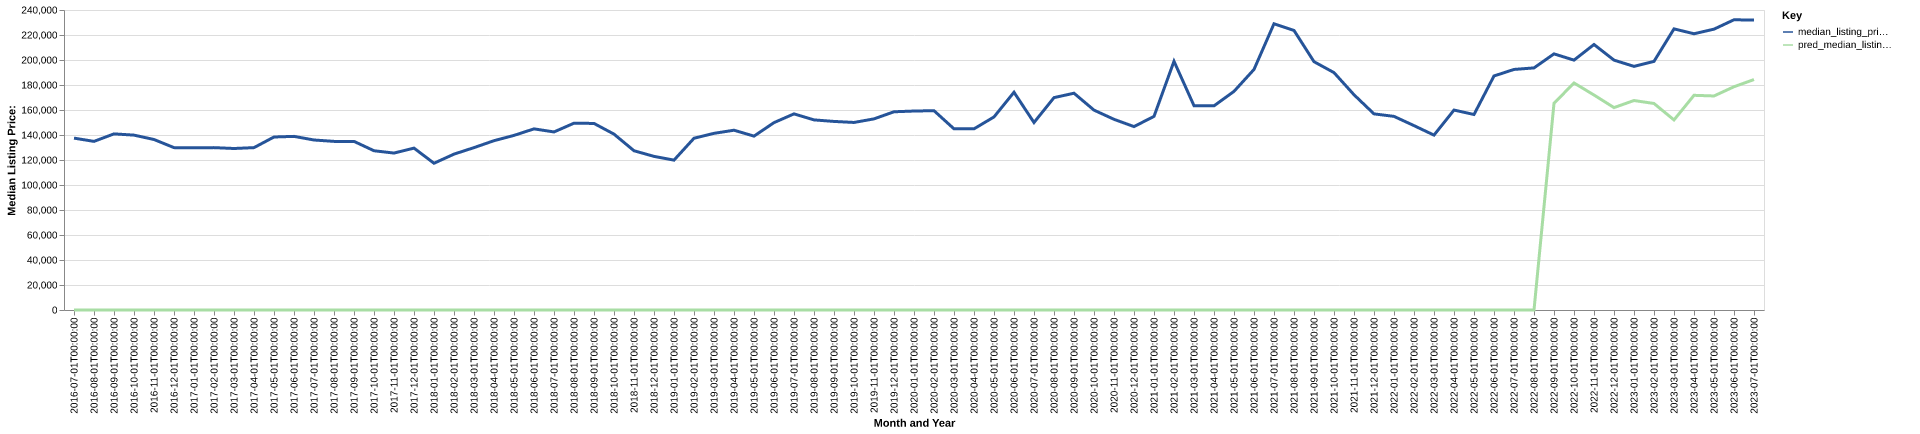 240,000
220,000
200,000
180,000
160,000
140,000
120,000
100,000
80,000
60,000
40,000
20,000
0
Median Listing Price:
2016-07-01T00:00:00
2016-08-01T00:00:00
2016-09-01T00:00:00
2016-10-01T00:00:00
2016-11-01T00:00:00
2016-12-01T00:00:00
2017-01-01T00:00:00
2017-02-01T00:00:00
2017-03-01T00:00:00
2017-04-01T00:00:00
2017-05-01T00:00:00
2017-06-01T00:00:00
2017-07-01T00:00:00
2017-08-01T00:00:00
2017-09-01T00:00:00
2017-10-01T00:00:00
2017-11-01T00:00:00
2017-12-01T00:00:00
2018-01-01T00:00:00
2018-02-01T00:00:00
2018-03-01T00:00:00
2018-04-01T00:00:00
2018-05-01T00:00:00
2018-06-01T00:00:00
2018-07-01T00:00:00
2018-08-01T00:00:00
2018-09-01T00:00:00
2018-10-01T00:00:00
2018-11-01T00:00:00
2018-12-01T00:00:00
2019-01-01T00:00:00
2019-02-01T00:00:00
2019-03-01T00:00:00
2019-04-01T00:00:00
2019-05-01T00:00:00
2019-06-01T00:00:00
2019-07-01T00:00:00
2019-08-01T00:00:00
2019-09-01T00:00:00
2019-10-01T00:00:00
2019-11-01T00:00:00
2019-12-01T00:00:00
2020-01-01T00:00:00
2020-02-01T00:00:00
2020-03-01T00:00:00
2020-04-01T00:00:00
2020-05-01T00:00:00
2020-06-01T00:00:00
2020-07-01T00:00:00
2020-08-01T00:00:00
2020-09-01T00:00:00
2020-10-01T00:00:00
2020-11-01T00:00:00
2020-12-01T00:00:00
2021-01-01T00:00:00
2021-02-01T00:00:00
2021-03-01T00:00:00
2021-04-01T00:00:00
2021-05-01T00:00:00
2021-06-01T00:00:00
2021-07-01T00:00:00
2021-08-01T00:00:00
2021-09-01T00:00:00
2021-10-01T00:00:00
2021-11-01T00:00:00
2021-12-01T00:00:00
2022-01-01T00:00:00
2022-02-01T00:00:00
2022-03-01T00:00:00
2022-04-01T00:00:00
2022-05-01T00:00:00
2022-06-01T00:00:00
2022-07-01T00:00:00
2022-08-01T00:00:00
2022-09-01T00:00:00
2022-10-01T00:00:00
2022-11-01T00:00:00
2022-12-01T00:00:00
2023-01-01T00:00:00
2023-02-01T00:00:00
2023-03-01T00:00:00
2023-04-01T00:00:00
2023-05-01T00:00:00
2023-06-01T00:00:00
2023-07-01T00:00:00
Month and Year
Key
median_listing_pri…
pred_median_listin…